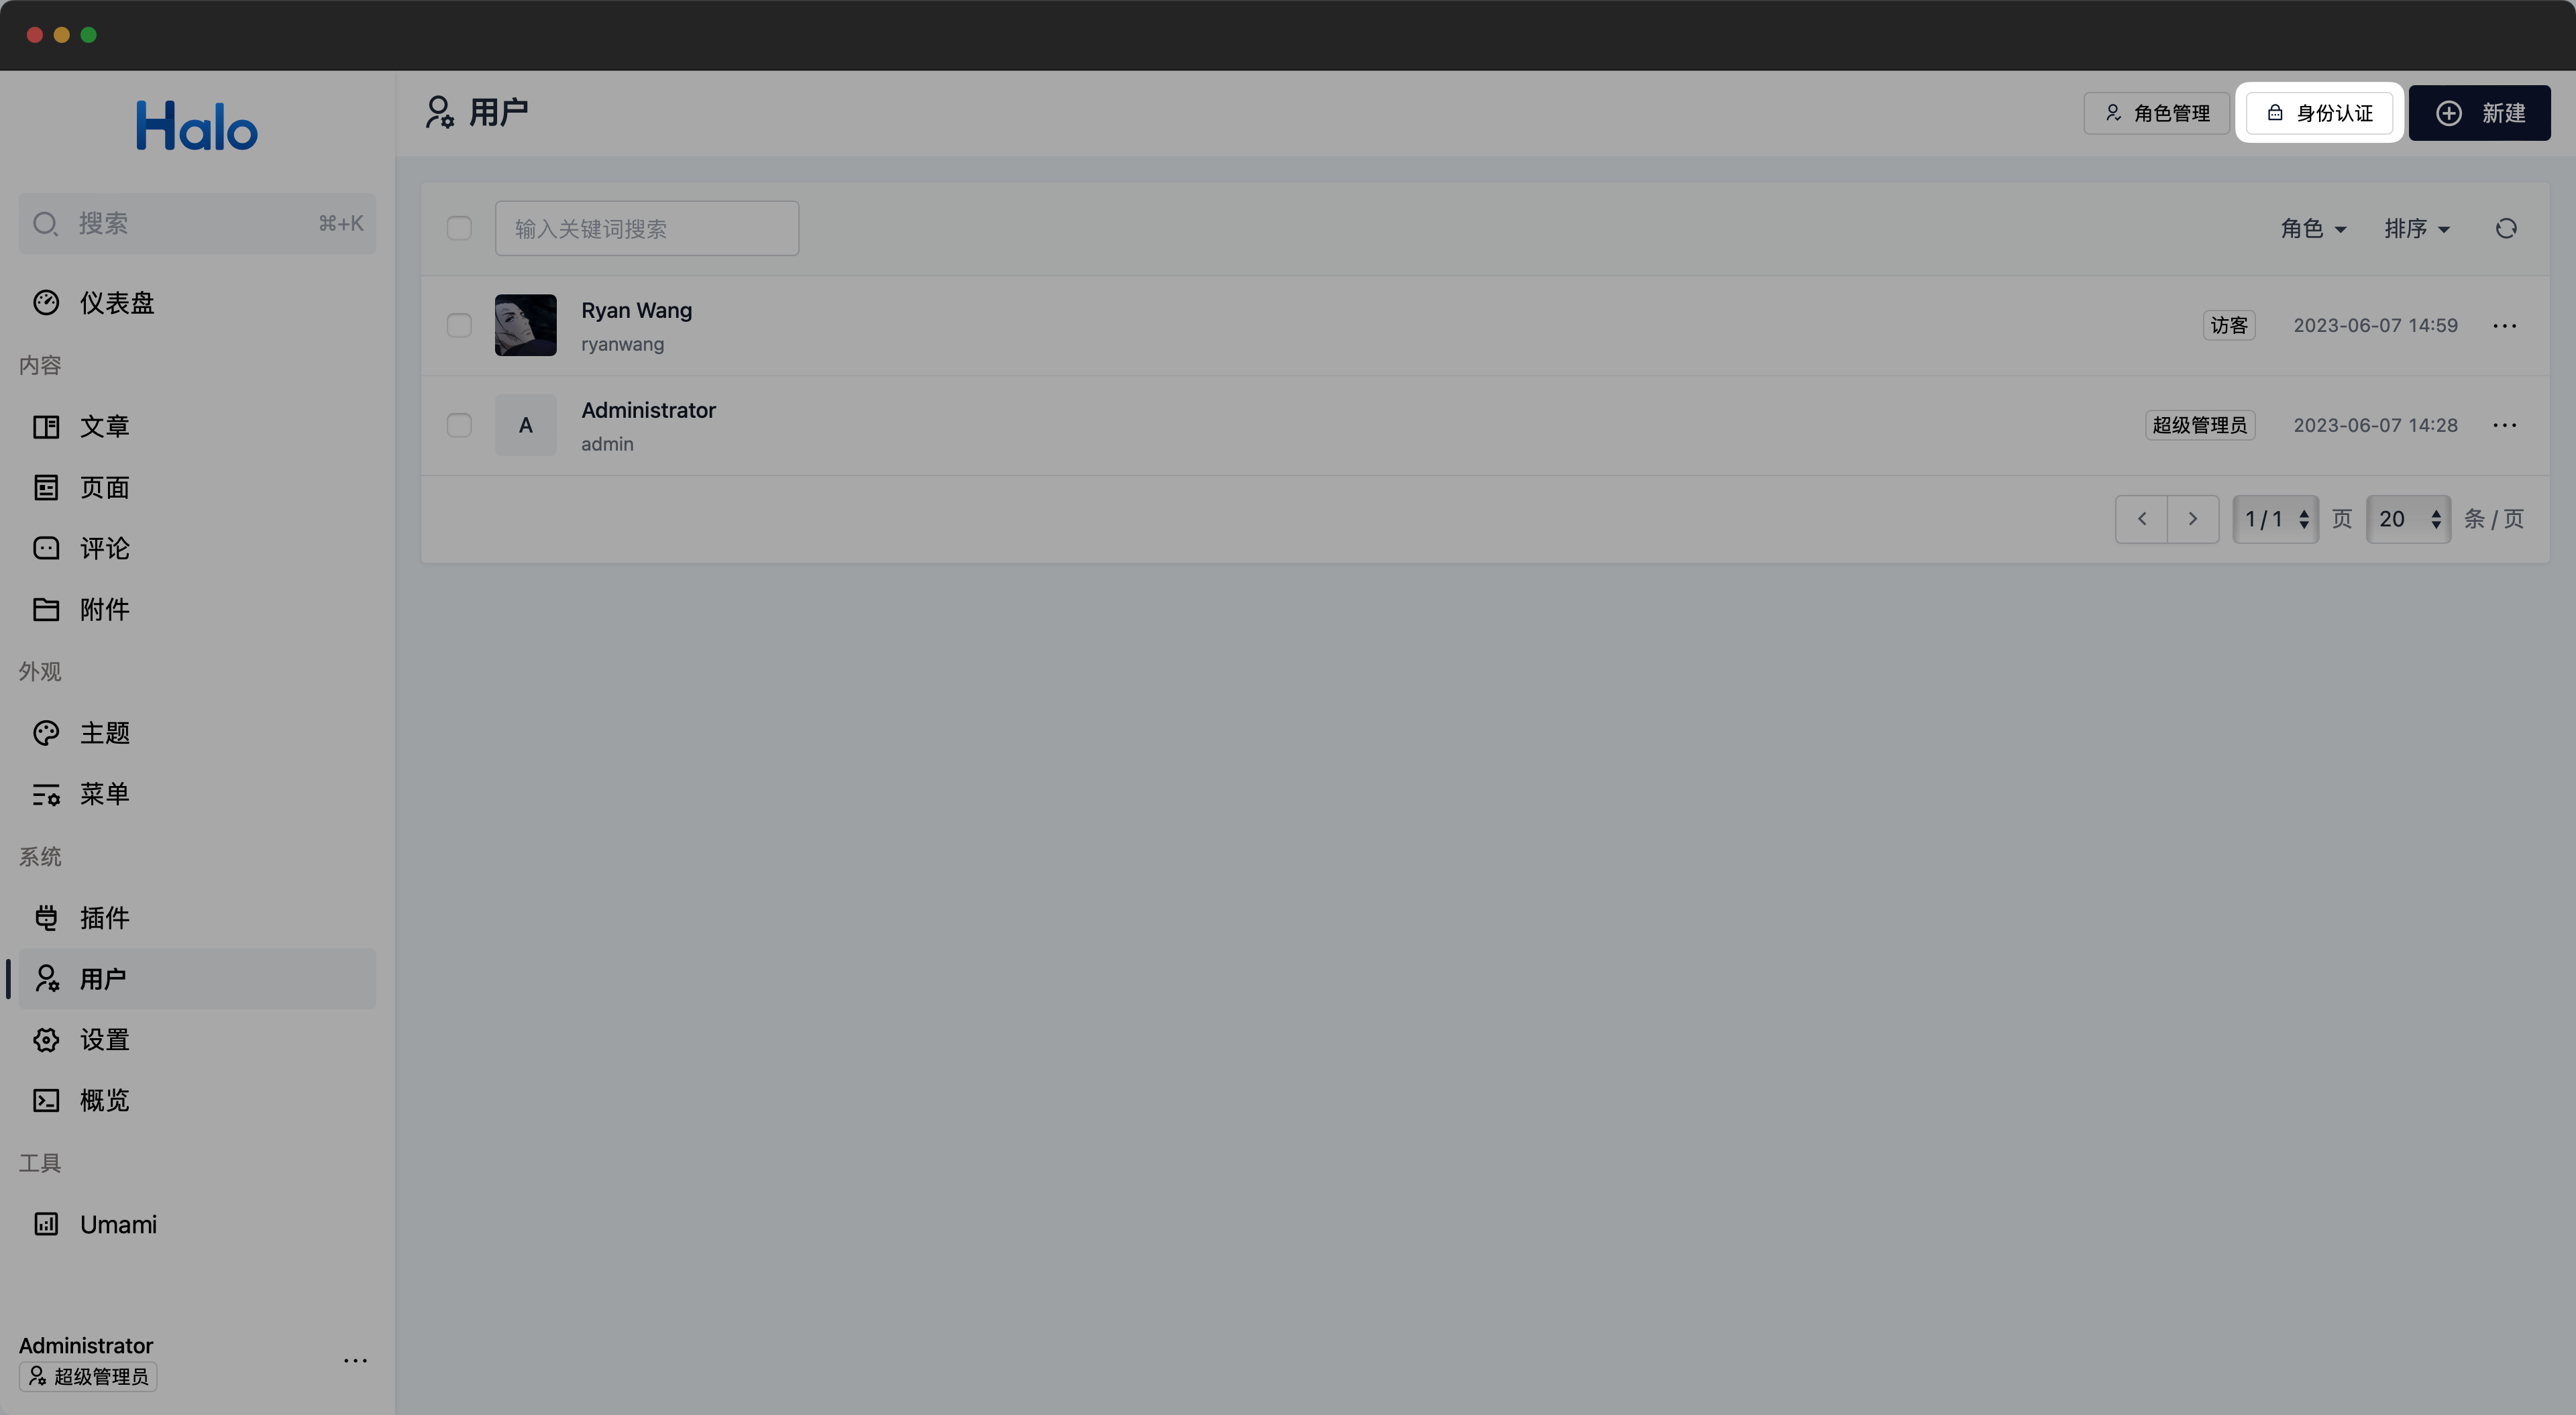 Halo
搜索 ⌘+K
仪表盘
内容
文章
页面
评论
附件
外观
主题
菜单
系统
插件
用户
设置
概览
工具
Umami
Administrator
超级管理员
用户
角色管理 身份认证 新建
输入关键词搜索 角色 排序
Ryan Wang
ryanwang
访客 2023-06-07 14:59
A
Administrator
admin
超级管理员 2023-06-07 14:28
1 / 1 页 20 条 / 页